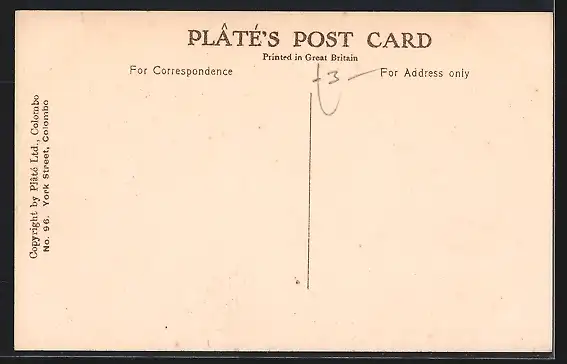 PLÂTÉ'S POST CARD
Printed in Great Britain
For Correspondence
3
For Address only
Copyright by Plâté Ltd., Colombo
No. 96. York Street, Colombo